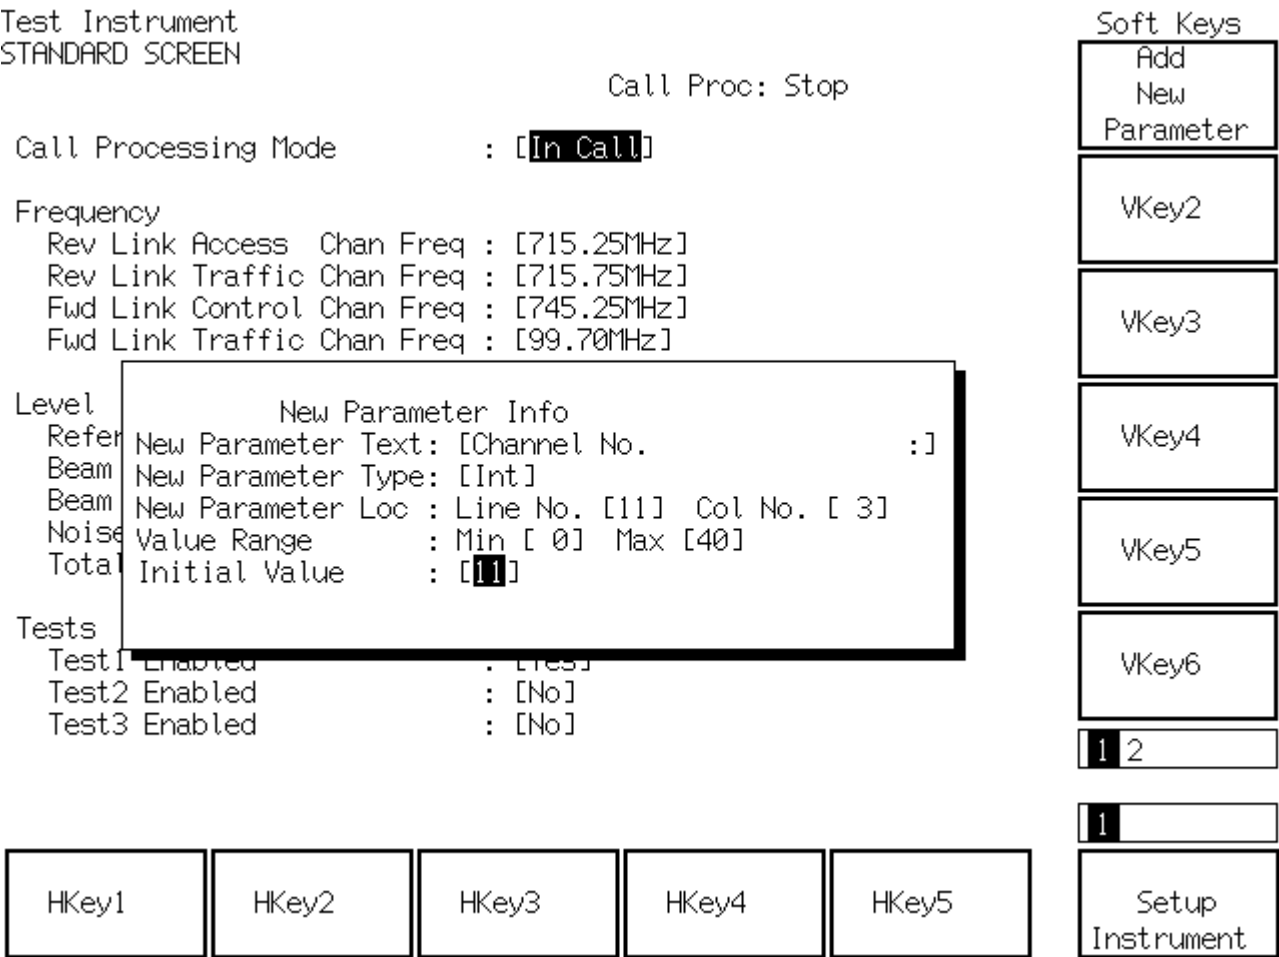 Test Instrument
STANDARD SCREEN
Call Proc: Stop
Call Processing Mode : [In Call]
Frequency
Rev Link Access Chan Freq : [715.25MHz]
Rev Link Traffic Chan Freq : [715.75MHz]
Fwd Link Control Chan Freq : [745.25MHz]
Fwd Link Traffic Chan Freq : [99.70MHz]
Level
Refer
Beam
Beam
Noise
Total
New Parameter Info
New Parameter Text: [Channel No. :]
New Parameter Type: [Int]
New Parameter Loc : Line No. [11] Col No. [ 3]
Value Range : Min [ 0] Max [40]
Initial Value : [11]
Tests
Test1 Enabled : [Yes]
Test2 Enabled : [No]
Test3 Enabled : [No]
Soft Keys
Add
New
Parameter
VKey2
VKey3
VKey4
VKey5
VKey6
1 2
1
HKey1 HKey2 HKey3 HKey4 HKey5
Setup
Instrument